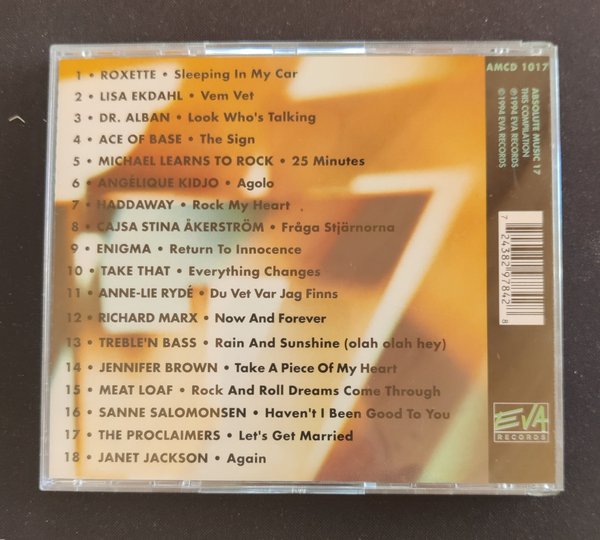 1 • ROXETTE • Sleeping In My Car
2 • LISA EKDAHL • Vem Vet
3 • DR. ALBAN • Look Who's Talking
4 • ACE OF BASE • The Sign
5 • MICHAEL LEARNS TO ROCK • 25 Minutes
6 • ANGÉLIQUE KIDJO • Agolo
7 • HADDAWAY • Rock My Heart
8 • CAJSA STINA ÅKERSTRÖM • Fråga Stjärnorna
9 • ENIGMA • Return To Innocence
10 • TAKE THAT • Everything Changes
11 • ANNE-LIE RYDÉ • Du Vet Var Jag Finns
12 • RICHARD MARX • Now And Forever
13 • TREBLE'N BASS • Rain And Sunshine (olah olah hey)
14 • JENNIFER BROWN • Take A Piece Of My Heart
15 • MEAT LOAF • Rock And Roll Dreams Come Through
16 • SANNE SALOMONSEN • Haven't I Been Good To You
17 • THE PROCLAIMERS • Let's Get Married
18 • JANET JACKSON • Again
AMCD 1017
ABSOLUTE MUSIC 17
THIS COMPILATION
℗ 1994 EVA RECORDS
© 1994 EVA RECORDS
7 24382 97842 8
EVA
RECORDS